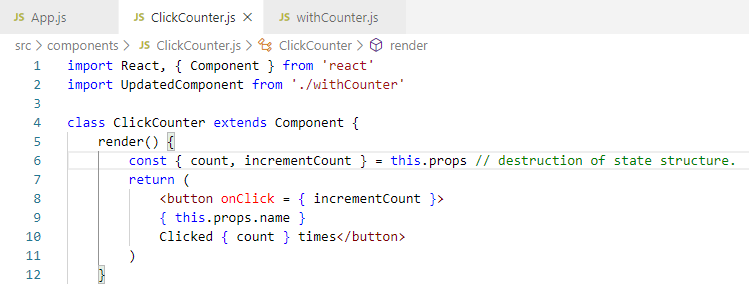 JS App.js JS ClickCounter.js × JS withCounter.js
src > components > JS ClickCounter.js > ClickCounter > render
1 import React, { Component } from 'react'
2 import UpdatedComponent from './withCounter'
3
4 class ClickCounter extends Component {
5 render() {
6 const { count, incrementCount } = this.props // destruction of state structure.
7 return (
8 <button onClick = { incrementCount }>
9 { this.props.name }
10 Clicked { count } times</button>
11 )
12 }